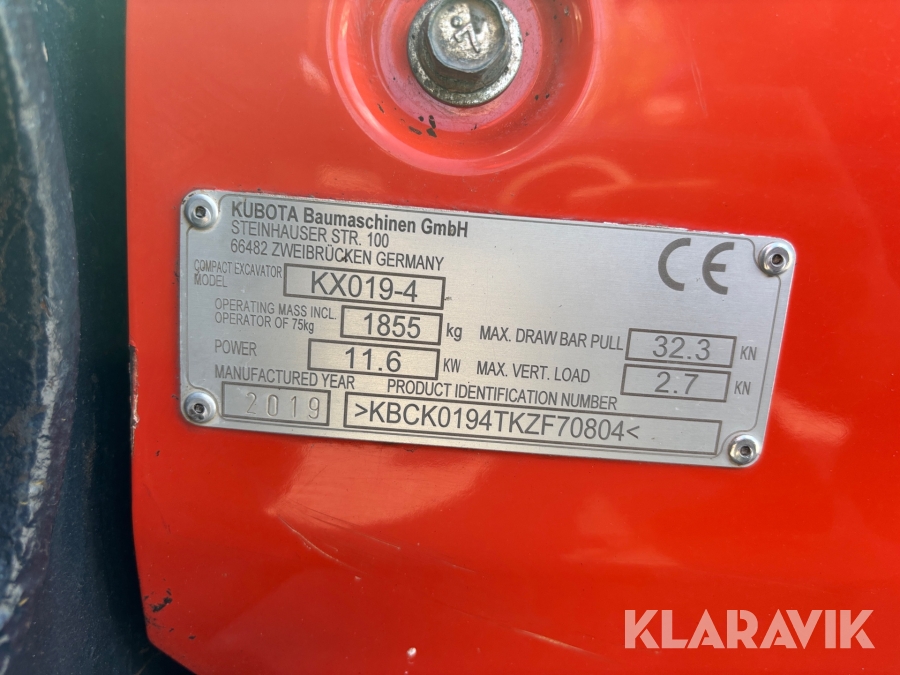 KUBOTA Baumaschinen GmbH
STEINHAUSER STR. 100
66482 ZWEIBRÜCKEN GERMANY
CE
COMPACT EXCAVATOR
MODEL
KX019-4
OPERATING MASS INCL.
OPERATOR OF 75kg
1855 kg
MAX. DRAW BAR PULL 32.3 KN
POWER 11.6 KW
MAX. VERT. LOAD 2.7 KN
MANUFACTURED YEAR
2019
PRODUCT IDENTIFICATION NUMBER
>KBCK0194TKZF70804<
KLARAVIK